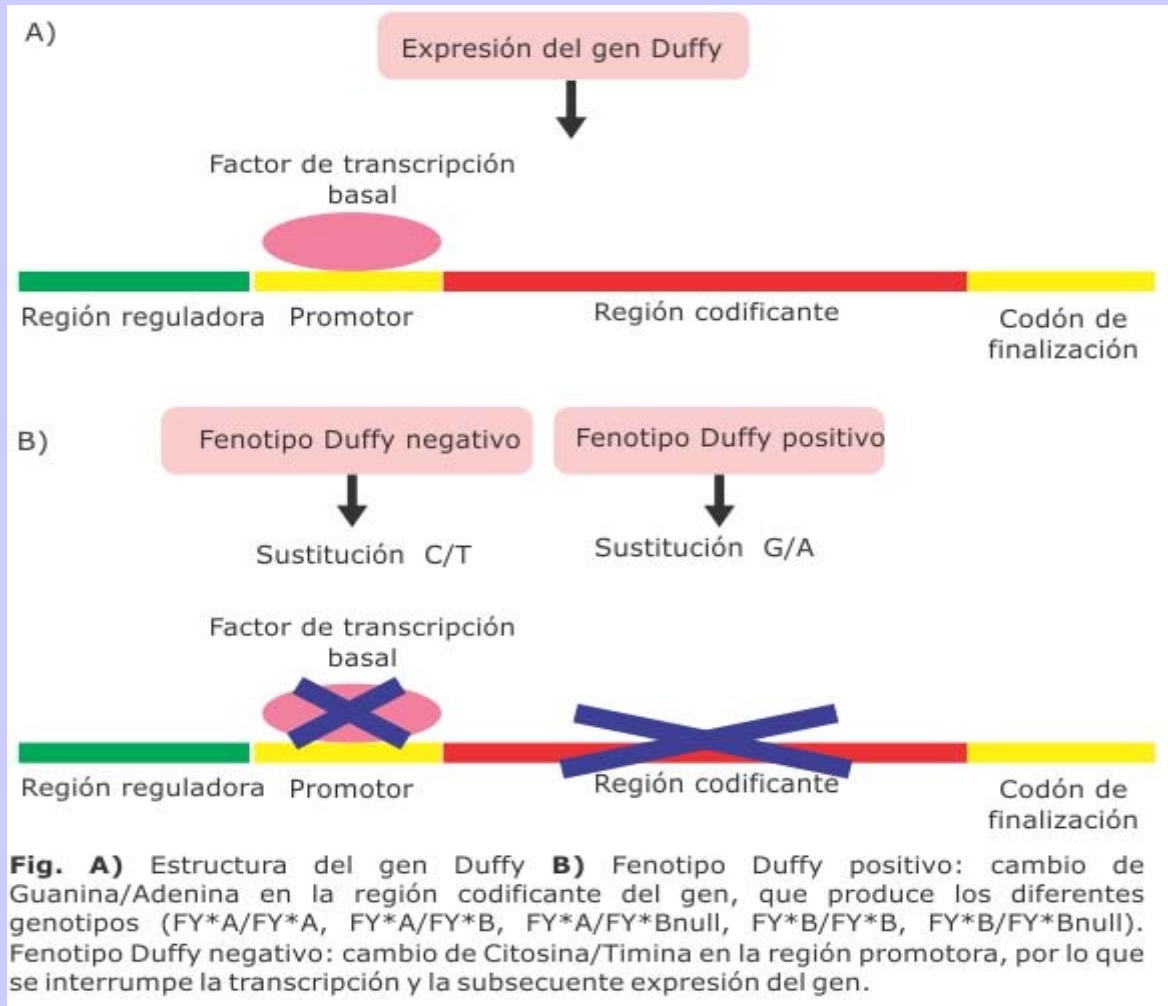 A)
Expresión del gen Duffy
Factor de transcripción
basal
Región reguladora
Promotor
Región codificante
Codón de
finalización
B)
Fenotipo Duffy negativo
Fenotipo Duffy positivo
Sustitución C/T
Sustitución G/A
Factor de transcripción
basal
Región reguladora
Promotor
Región codificante
Codón de
finalización
Fig. A) Estructura del gen Duffy B) Fenotipo Duffy positivo: cambio de
Guanina/Adenina en la región codificante del gen, que produce los diferentes
genotipos (FY*A/FY*A, FY*A/FY*B, FY*A/FY*Bnull, FY*B/FY*B, FY*B/FY*Bnull).
Fenotipo Duffy negativo: cambio de Citosina/Timina en la región promotora, por lo que
se interrumpe la transcripción y la subsecuente expresión del gen.